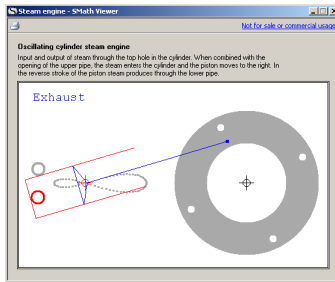 Steam engine - SMath Viewer
Not for sale or commercial usage
Oscillating cylinder steam engine
Input and output of steam through the top hole in the cylinder. When combined with the
opening of the upper pipe, the steam enters the cylinder and the piston moves to the right. In
the reverse stroke of the piston steam produces through the lower pipe.
Exhaust